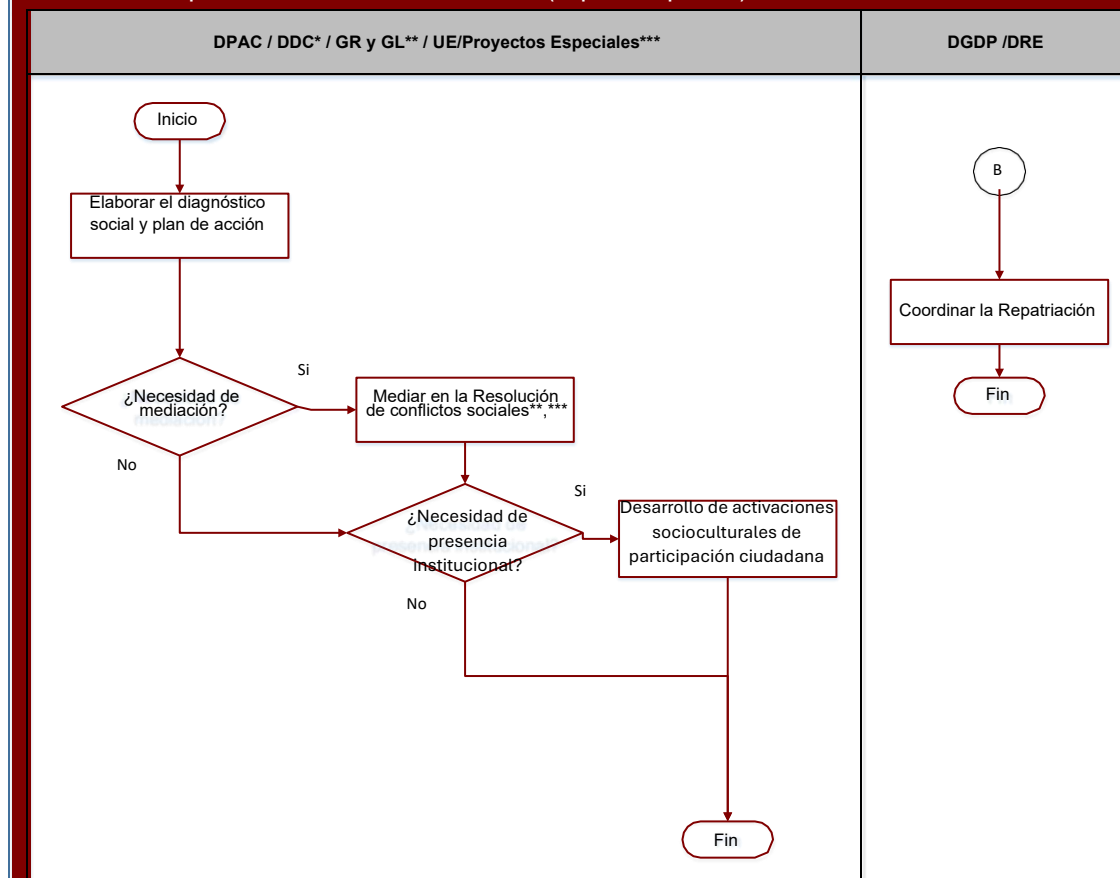 DPAC / DDC* / GR y GL** / UE/Proyectos Especiales***
DGDP /DRE
Inicio
Elaborar el diagnóstico
social y plan de acción
¿Necesidad de
mediación?
Si
No
Mediar en la Resolución
de conflictos sociales**,***
¿Necesidad de
presencia
institucional?
Si
No
Desarrollo de activaciones
socioculturales de
participación ciudadana
Fin
B
Coordinar la Repatriación
Fin